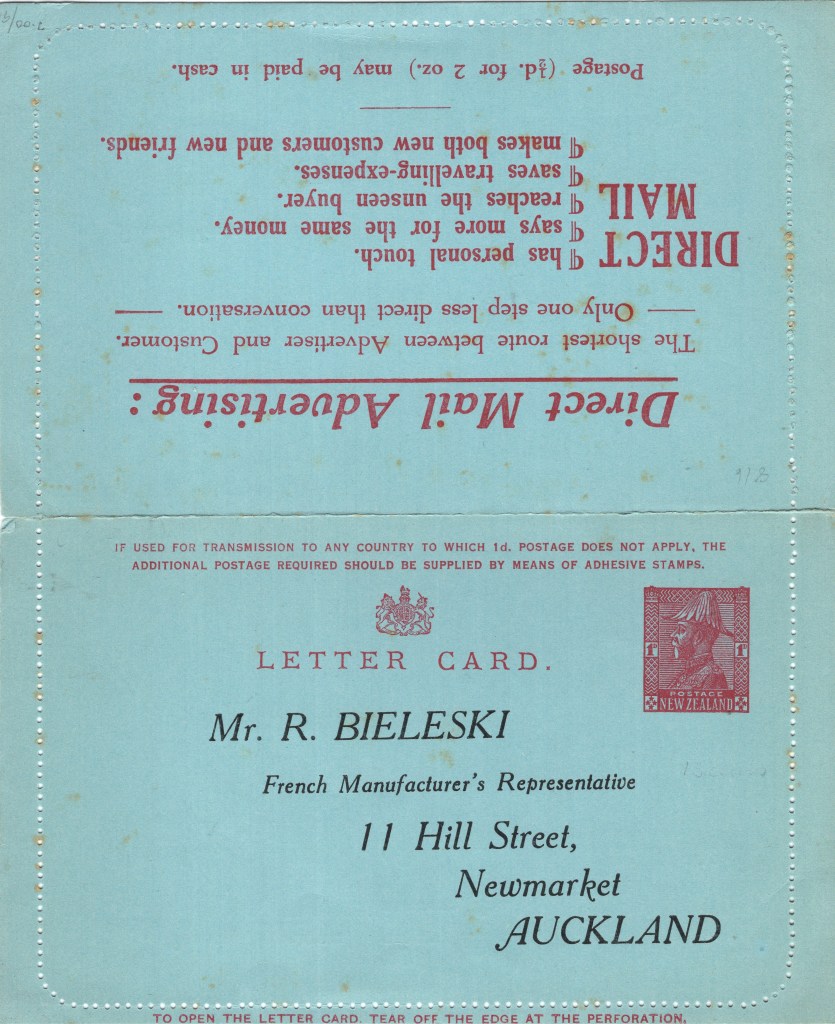 Direct Mail Advertising:
The shortest route between Advertiser and Customer.
— Only one step less direct than conversation. —
DIRECT MAIL
¶ has personal touch.
¶ says more for the same money.
¶ reaches the unseen buyer.
¶ saves travelling-expenses.
¶ makes both new customers and new friends.
Postage (½d. for 2 oz.) may be paid in cash.
IF USED FOR TRANSMISSION TO ANY COUNTRY TO WHICH 1d. POSTAGE DOES NOT APPLY, THE
ADDITIONAL POSTAGE REQUIRED SHOULD BE SUPPLIED BY MEANS OF ADHESIVE STAMPS.
LETTER CARD.
1D 1D
POSTAGE
NEW ZEALAND
Mr. R. BIELESKI
French Manufacturer's Representative
11 Hill Street,
Newmarket
AUCKLAND
TO OPEN THE LETTER CARD, TEAR OFF THE EDGE AT THE PERFORATION.